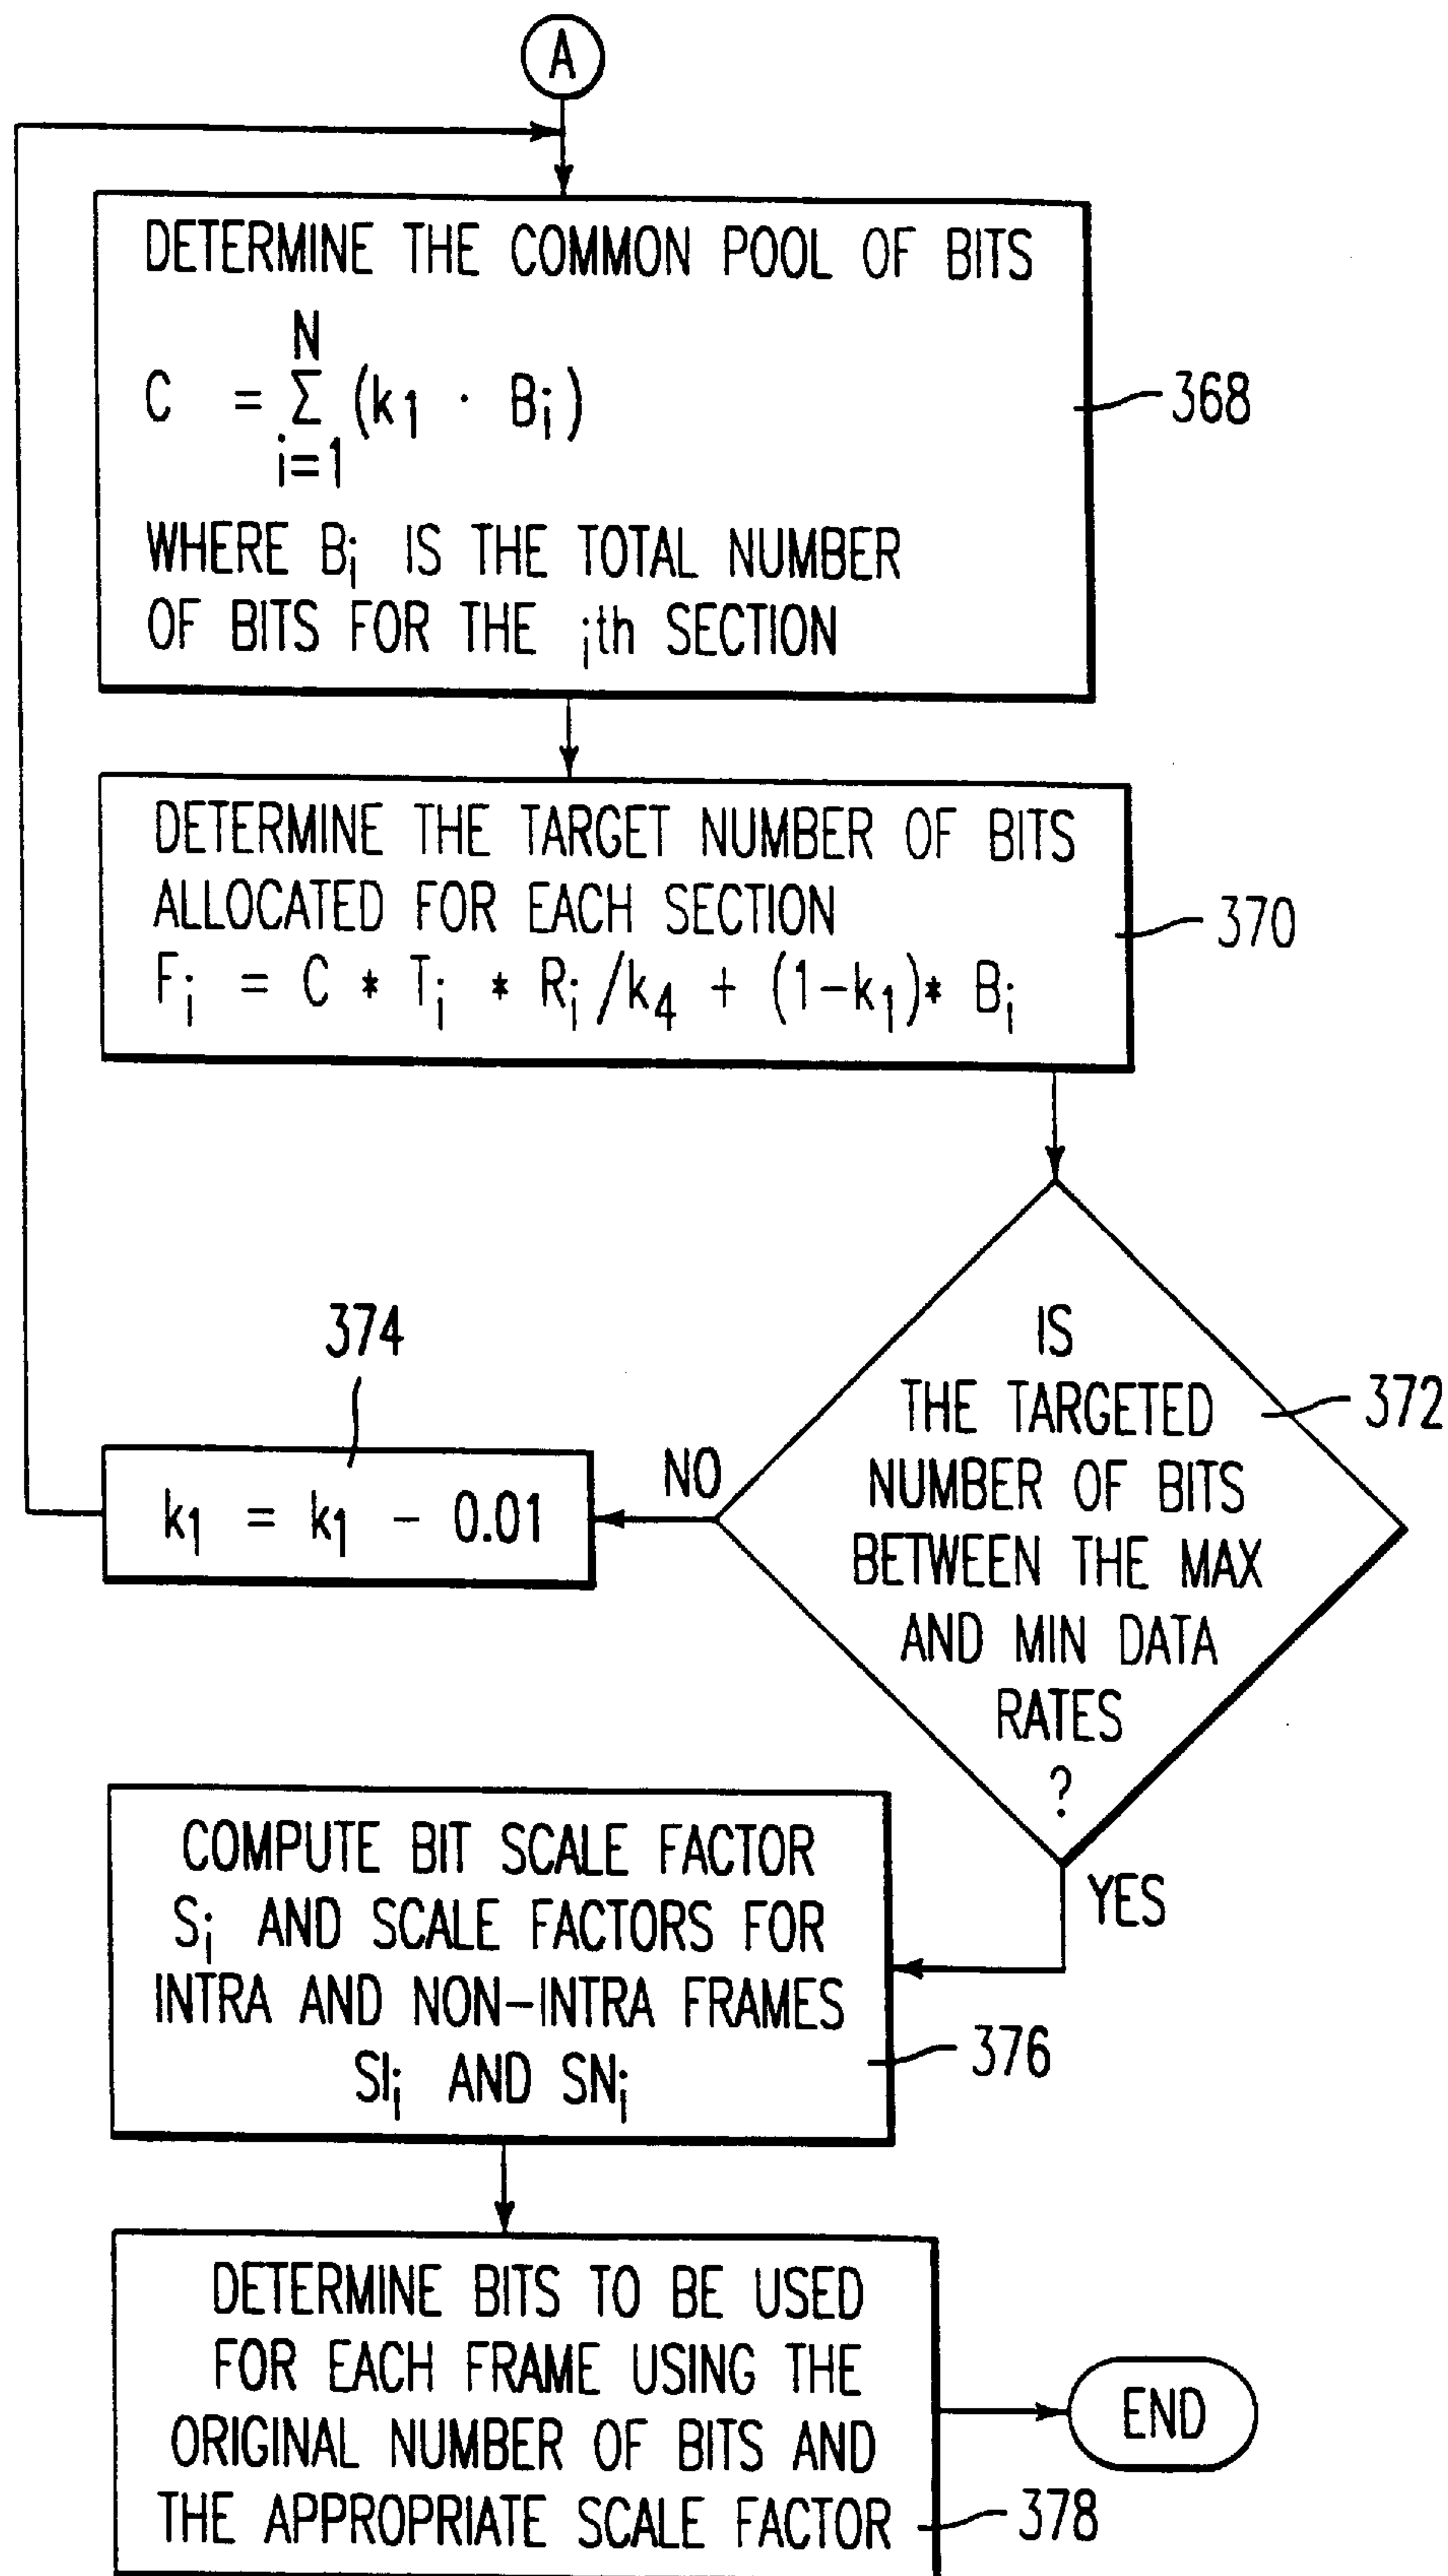 A
DETERMINE THE COMMON POOL OF BITS
N
C = Σ (k₁ · Bᵢ)
i=1
WHERE Bᵢ IS THE TOTAL NUMBER
OF BITS FOR THE ith SECTION
368
DETERMINE THE TARGET NUMBER OF BITS
ALLOCATED FOR EACH SECTION
Fᵢ = C * Tᵢ * Rᵢ /k₄ + (1-k₁)* Bᵢ
370
IS
THE TARGETED
NUMBER OF BITS
BETWEEN THE MAX
AND MIN DATA
RATES
?
372
NO
374
k₁ = k₁ - 0.01
YES
COMPUTE BIT SCALE FACTOR
Sᵢ AND SCALE FACTORS FOR
INTRA AND NON-INTRA FRAMES
SIᵢ AND SNᵢ
376
DETERMINE BITS TO BE USED
FOR EACH FRAME USING THE
ORIGINAL NUMBER OF BITS AND
THE APPROPRIATE SCALE FACTOR
378
END